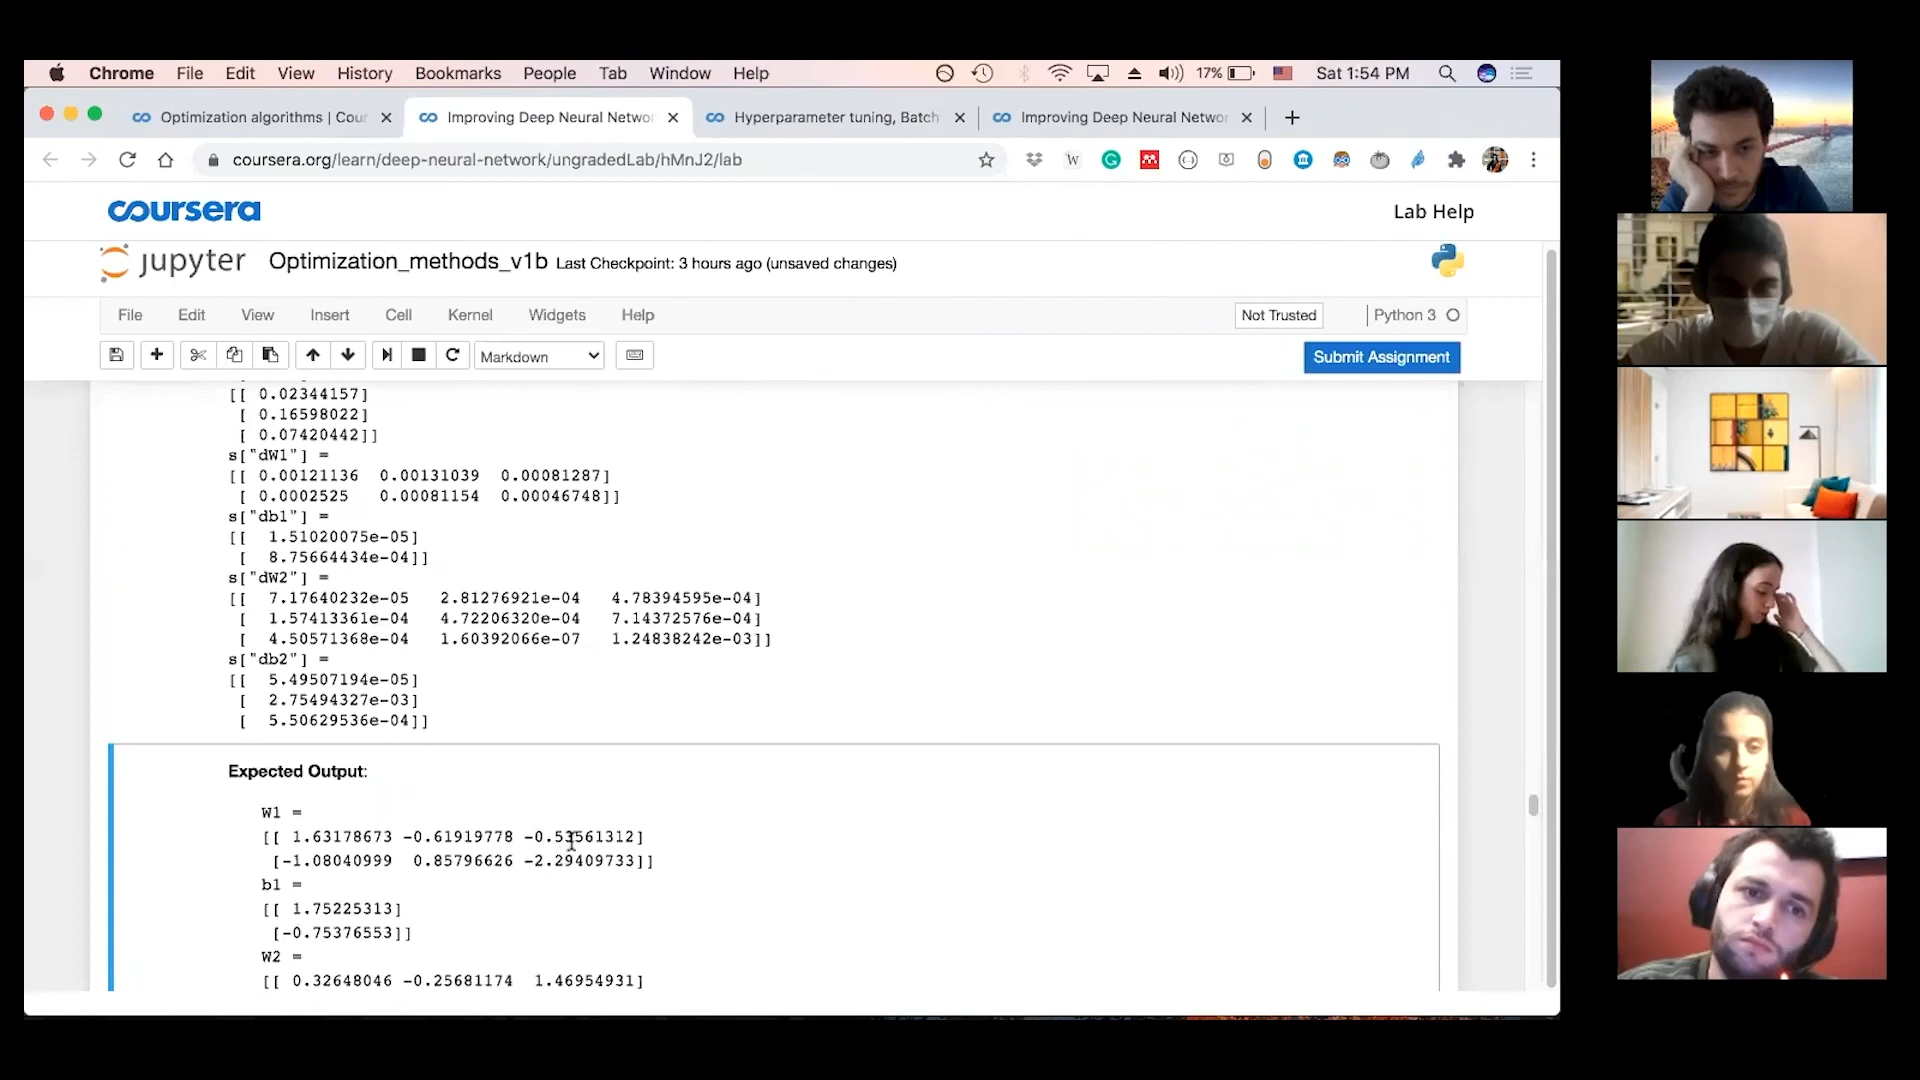 Chrome File Edit View History Bookmarks People Tab Window Help 17% Sat 1:54 PM
Optimization algorithms | Cour Improving Deep Neural Networ Hyperparameter tuning, Batch Improving Deep Neural Networ
coursera.org/learn/deep-neural-network/ungradedLab/hMnJ2/lab
coursera Lab Help
jupyter Optimization_methods_v1b Last Checkpoint: 3 hours ago (unsaved changes)
File Edit View Insert Cell Kernel Widgets Help Not Trusted Python 3
Markdown Submit Assignment
[[ 0.02344157]
[ 0.16598022]
[ 0.07420442]]
s["dW1"] =
[[ 0.00121136 0.00131039 0.00081287]
[ 0.0002525 0.00081154 0.00046748]]
s["db1"] =
[[ 1.51020075e-05]
[ 8.75664434e-04]]
s["dW2"] =
[[ 7.17640232e-05 2.81276921e-04 4.78394595e-04]
[ 1.57413361e-04 4.72206320e-04 7.14372576e-04]
[ 4.50571368e-04 1.60392066e-07 1.24838242e-03]]
s["db2"] =
[[ 5.49507194e-05]
[ 2.75494327e-03]
[ 5.50629536e-04]]
Expected Output:
W1 =
[[ 1.63178673 -0.61919778 -0.53561312]
[-1.08040999 0.85796626 -2.29409733]]
b1 =
[[ 1.75225313]
[-0.75376553]]
W2 =
[[ 0.32648046 -0.25681174 1.46954931]